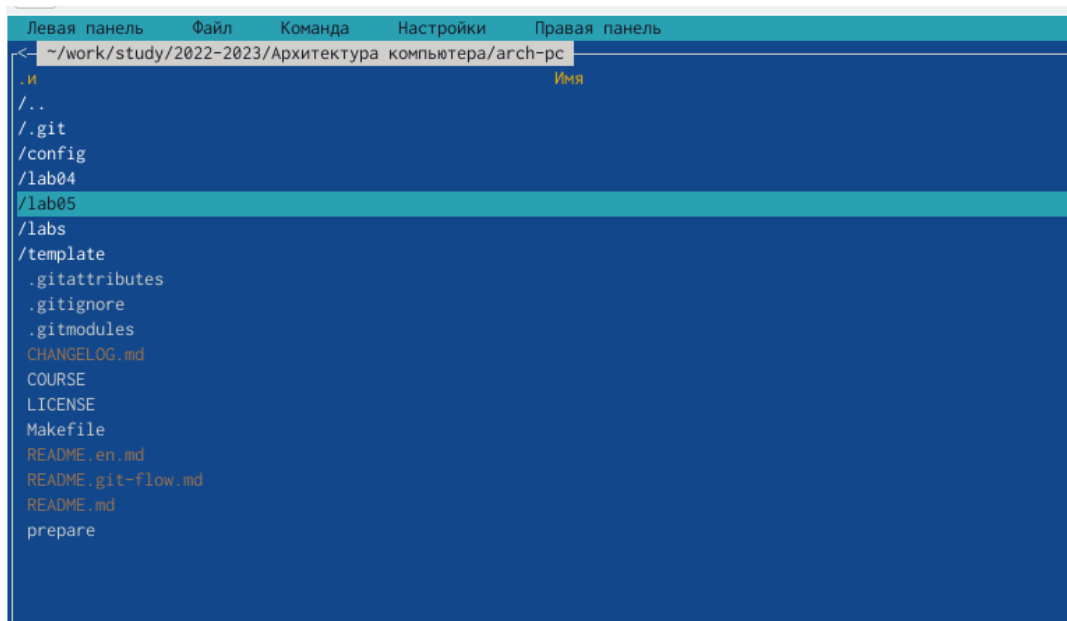 Левая панель Файл Команда Настройки Правая панель
<- ~/work/study/2022-2023/Архитектура компьютера/arch-pc
.и Имя
/..
/.git
/config
/lab04
/lab05
/labs
/template
.gitattributes
.gitignore
.gitmodules
CHANGELOG.md
COURSE
LICENSE
Makefile
README.en.md
README.git-flow.md
README.md
prepare